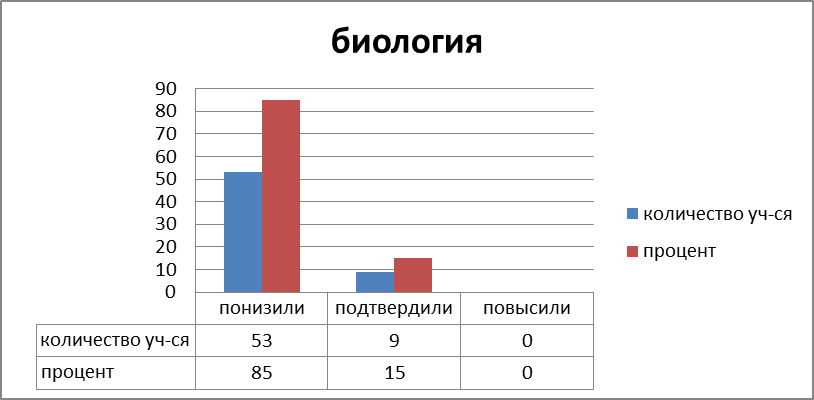 биология
90
80
70
60
50
40
30
20
10
0
понизили подтвердили повысили
количество уч-ся 53 9 0
процент 85 15 0
количество уч-ся
процент